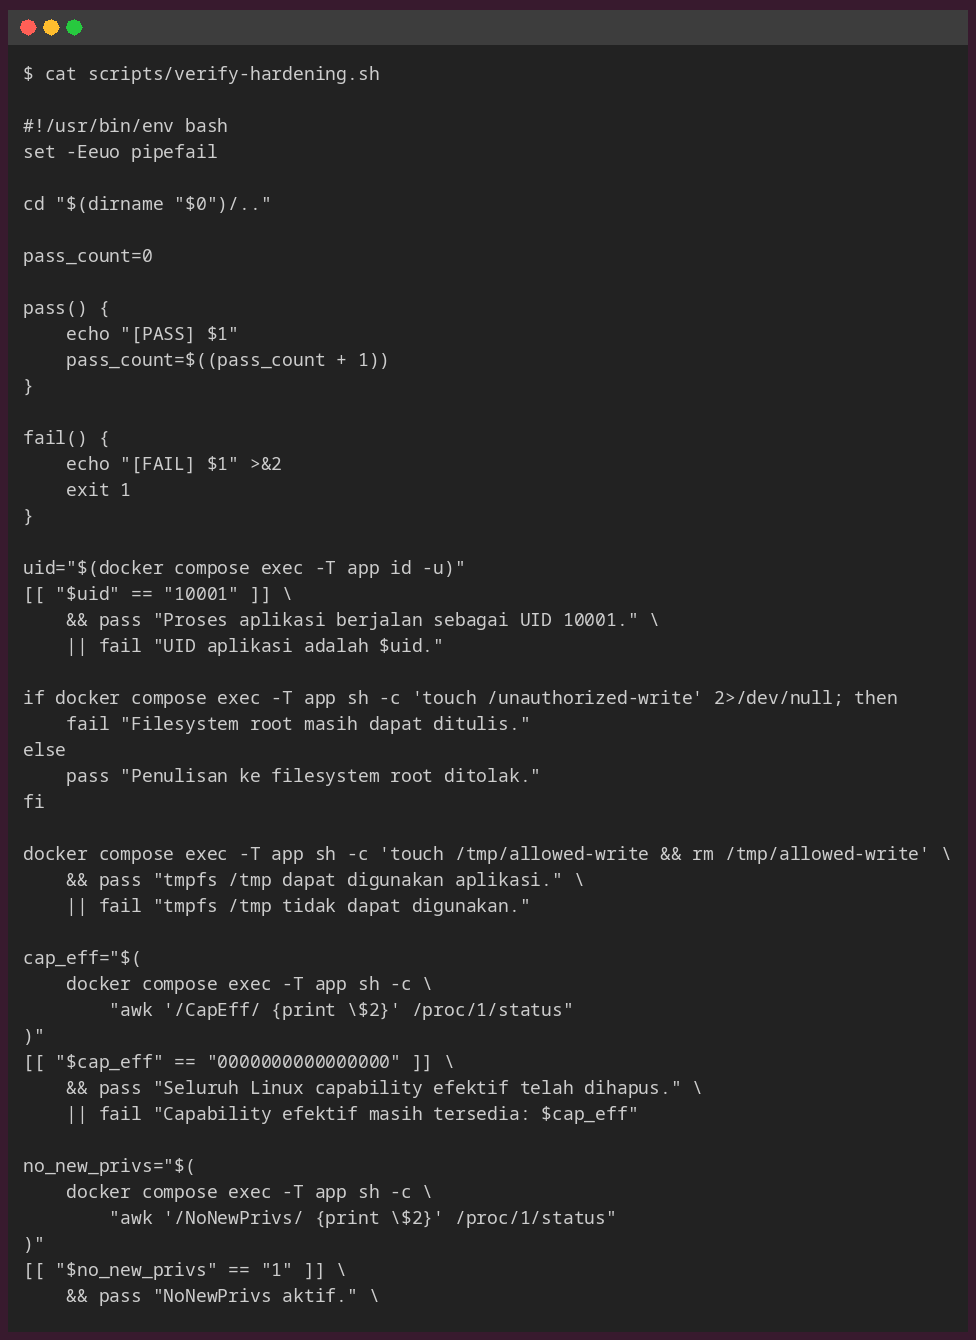 $ cat scripts/verify-hardening.sh
#!/usr/bin/env bash
set -Eeuo pipefail
cd "$(dirname "$0")/.."
pass_count=0
pass() {
    echo "[PASS] $1"
    pass_count=$((pass_count + 1))
}
fail() {
    echo "[FAIL] $1" >&2
    exit 1
}
uid="$(docker compose exec -T app id -u)"
[[ "$uid" == "10001" ]] \
    && pass "Proses aplikasi berjalan sebagai UID 10001." \
    || fail "UID aplikasi adalah $uid."
if docker compose exec -T app sh -c 'touch /unauthorized-write' 2>/dev/null; then
    fail "Filesystem root masih dapat ditulis."
else
    pass "Penulisan ke filesystem root ditolak."
fi
docker compose exec -T app sh -c 'touch /tmp/allowed-write && rm /tmp/allowed-write' \
    && pass "tmpfs /tmp dapat digunakan aplikasi." \
    || fail "tmpfs /tmp tidak dapat digunakan."
cap_eff="$(
    docker compose exec -T app sh -c \
        "awk '/CapEff/ {print \$2}' /proc/1/status"
)"
[[ "$cap_eff" == "0000000000000000" ]] \
    && pass "Seluruh Linux capability efektif telah dihapus." \
    || fail "Capability efektif masih tersedia: $cap_eff"
no_new_privs="$(
    docker compose exec -T app sh -c \
        "awk '/NoNewPrivs/ {print \$2}' /proc/1/status"
)"
[[ "$no_new_privs" == "1" ]] \
    && pass "NoNewPrivs aktif." \